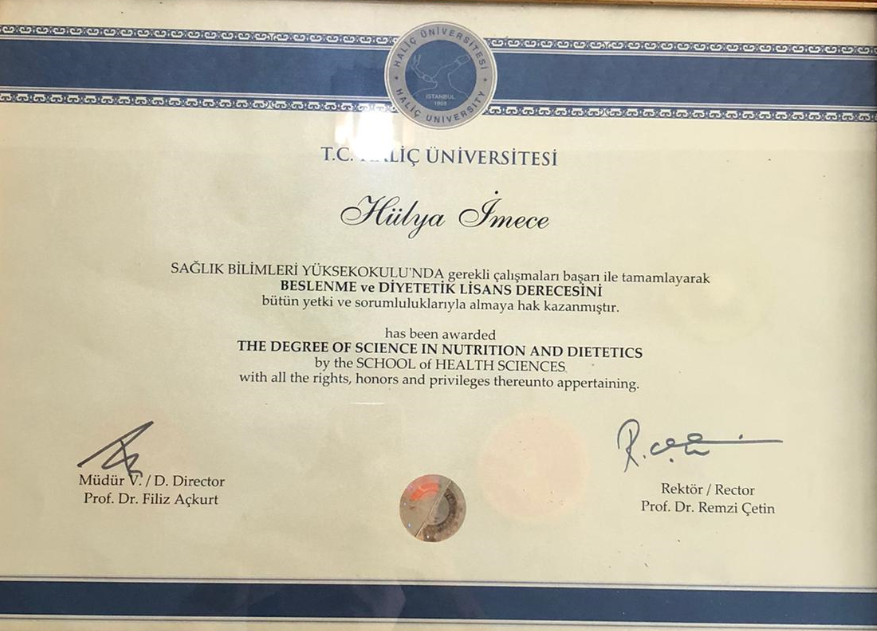 HALİÇ ÜNİVERSİTESİ
İSTANBUL
HALİÇ UNIVERSITY
T.C. HALİÇ ÜNİVERSİTESİ
Hülya İmece
SAĞLIK BİLİMLERİ YÜKSEKOKULU'NDA gerekli çalışmaları başarı ile tamamlayarak
BESLENME ve DİYETETİK LİSANS DERECESİNİ
bütün yetki ve sorumluluklarıyla almaya hak kazanmıştır.
has been awarded
THE DEGREE OF SCIENCE IN NUTRITION AND DIETETICS
by the SCHOOL of HEALTH SCIENCES
with all the rights, honors and privileges thereunto appertaining.
Müdür V. / D. Director
Prof. Dr. Filiz Açkurt
Rektör / Rector
Prof. Dr. Remzi Çetin